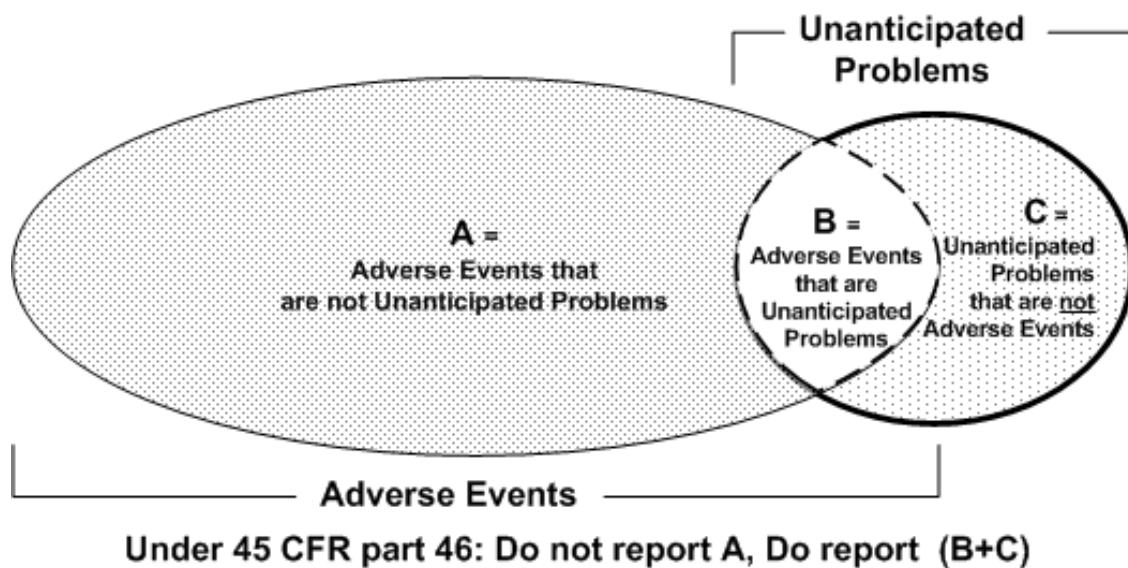 Unanticipated
Problems
A =
Adverse Events that
are not Unanticipated Problems
B =
Adverse Events
that are
Unanticipated
Problems
C =
Unanticipated
Problems
that are not
Adverse Events
Adverse Events
Under 45 CFR part 46: Do not report A, Do report (B+C)